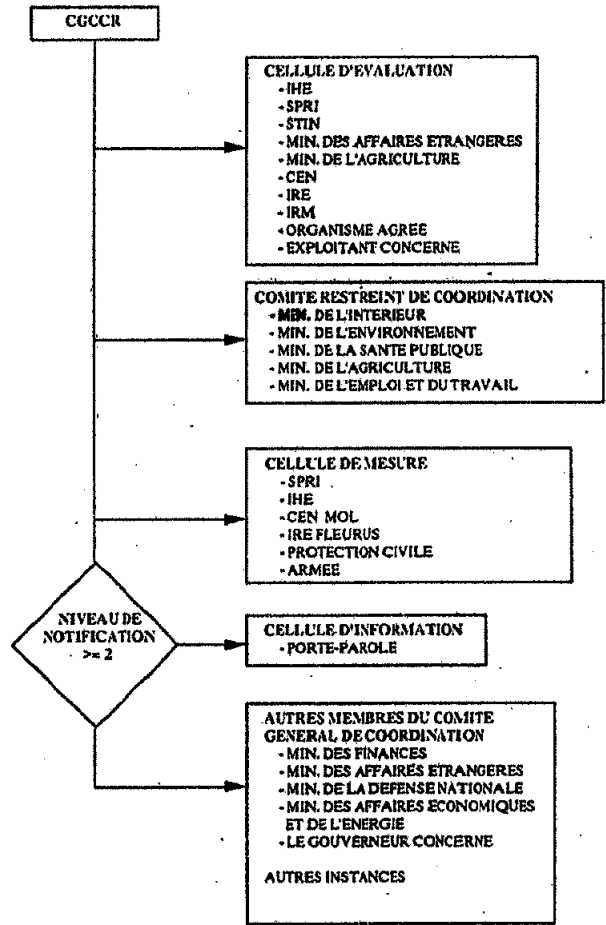 CGCCR
CELLULE D'EVALUATION
- IHE
- SPRI
- STIN
- MIN. DES AFFAIRES ETRANGERES
- MIN. DE L'AGRICULTURE
- CEN
- IRE
- IRM
- ORGANISME AGREE
- EXPLOITANT CONCERNE
COMITE RESTREINT DE COORDINATION
- MIN. DE L'INTERIEUR
- MIN. DE L'ENVIRONNEMENT
- MIN. DE LA SANTE PUBLIQUE
- MIN. DE L'AGRICULTURE
- MIN. DE L'EMPLOI ET DU TRAVAIL
CELLULE DE MESURE
- SPRI
- IHE
- CEN MOL
- IRE FLEURUS
- PROTECTION CIVILE
- ARMEE
NIVEAU DE
NOTIFICATION
>= 2
CELLULE D'INFORMATION
- PORTE-PAROLE
AUTRES MEMBRES DU COMITE
GENERAL DE COORDINATION
- MIN. DES FINANCES
- MIN. DES AFFAIRES ETRANGERES
- MIN. DE LA DEFENSE NATIONALE
- MIN. DES AFFAIRES ECONOMIQUES
ET DE L'ENERGIE
- LE GOUVERNEUR CONCERNE
AUTRES INSTANCES